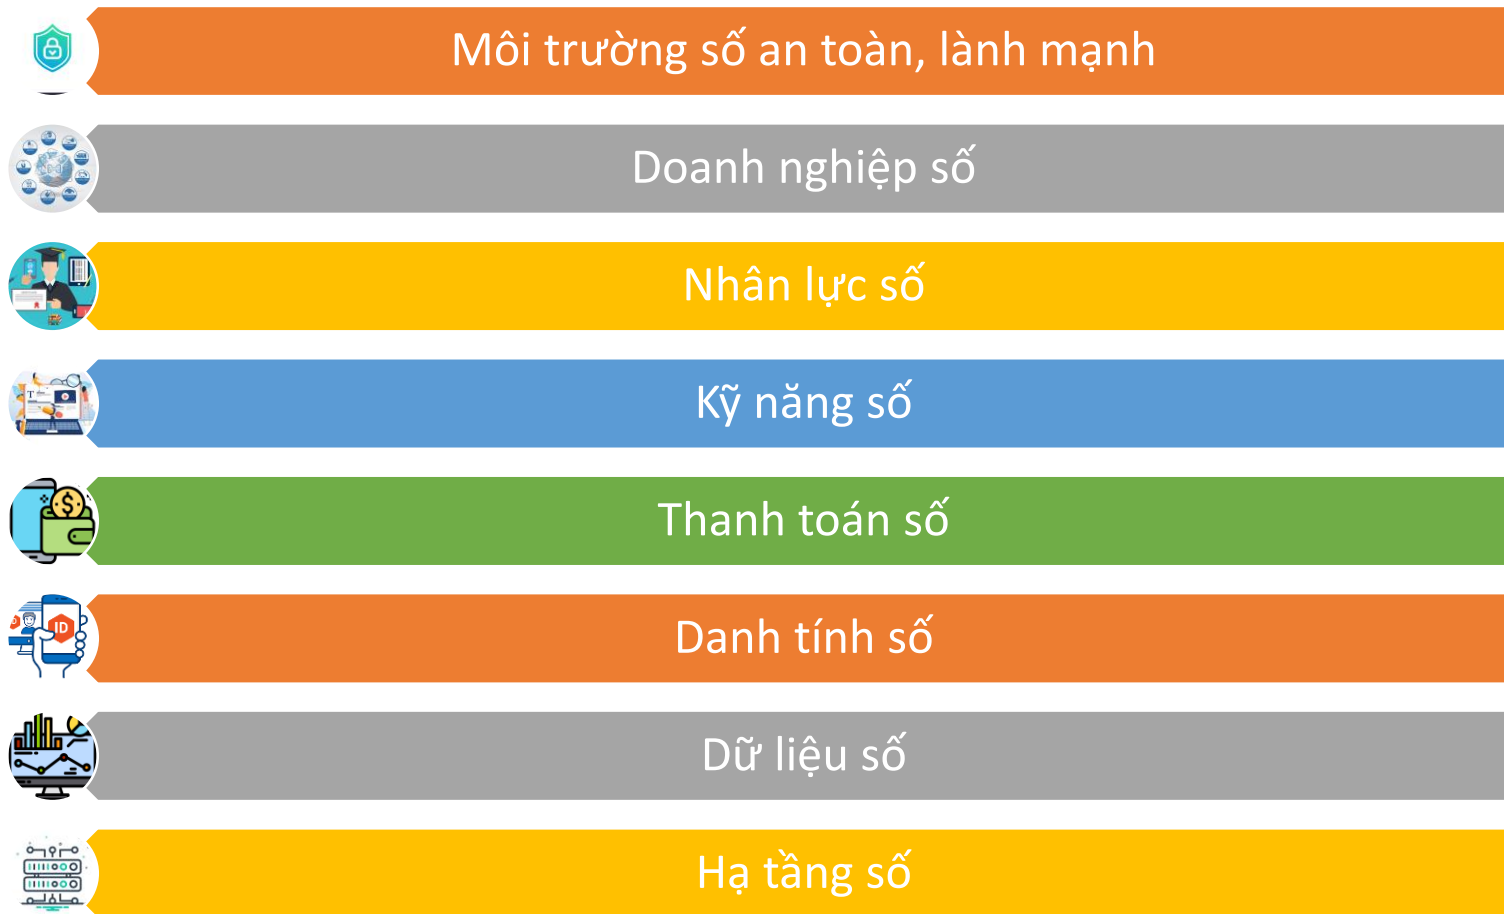 Môi trường số an toàn, lành mạnh
Doanh nghiệp số
Nhân lực số
Kỹ năng số
Thanh toán số
ID
Danh tính số
Dữ liệu số
Hạ tầng số